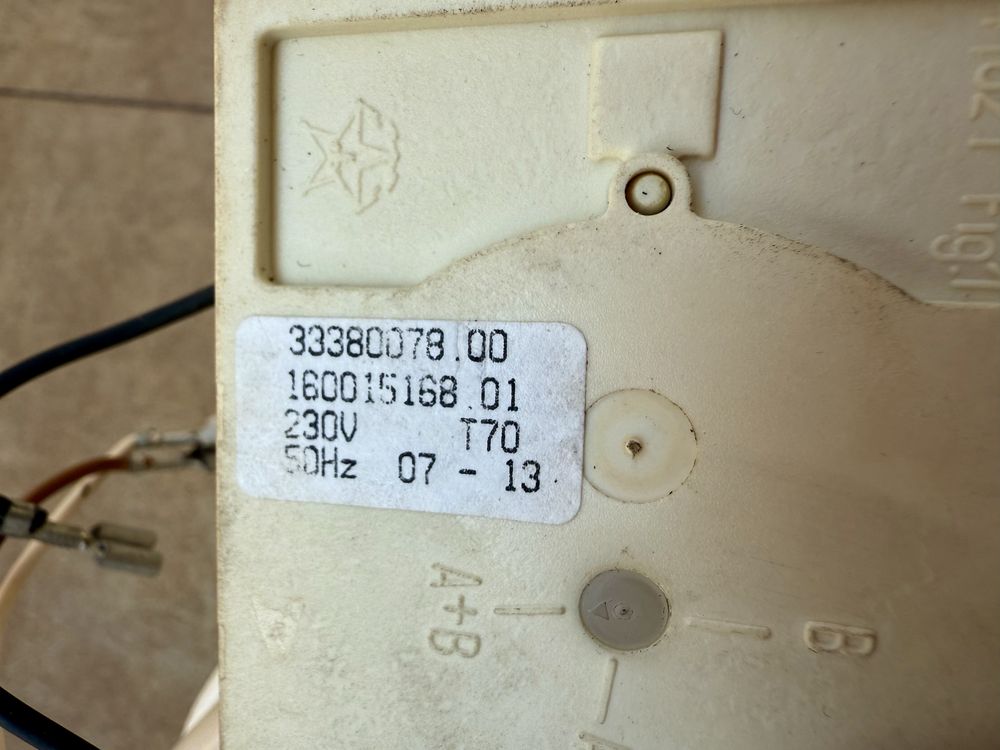 33380078.00
160015168.01
230V T70
50Hz 07 - 13
A+B
B